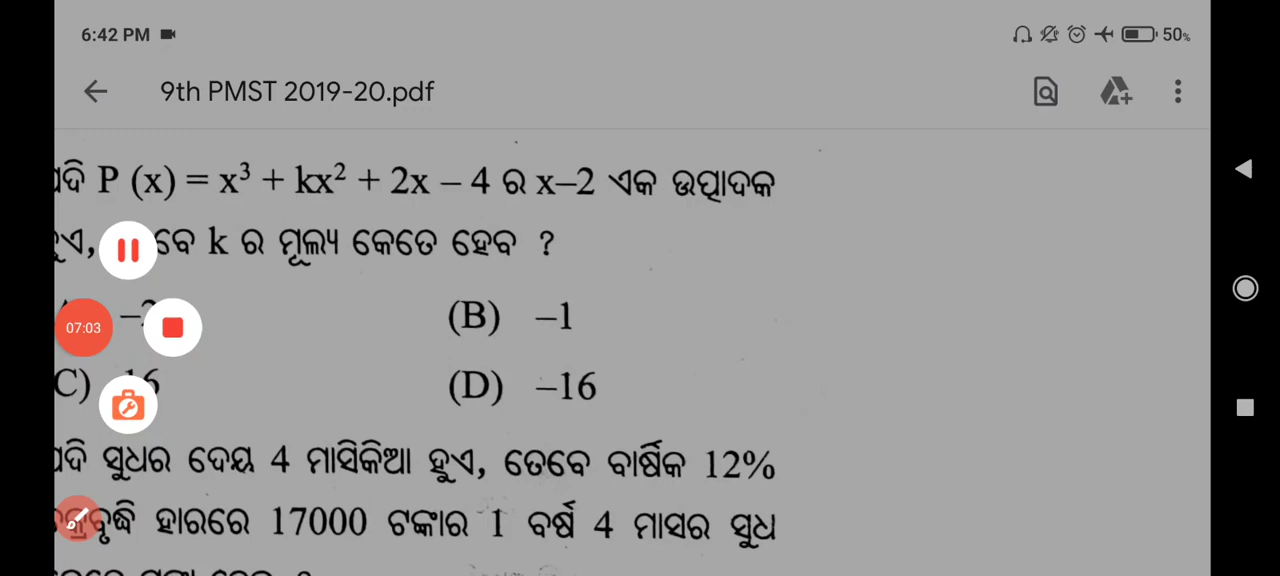 6:42 PM 50%
9th PMST 2019-20.pdf
P (x) = x³ + kx² + 2x – 4 ର x–2 ଏକ ଉତ୍ପାଦକ
k ର ମୂଲ୍ୟ କେତେ ହେବ ?
(B) –1
07:03
(D) –16
ସୁଧର ଦେୟ 4 ମାସିକିଆ ହୁଏ, ତେବେ ବାର୍ଷିକ 12%
ହାରରେ 17000 ଟଙ୍କାର 1 ବର୍ଷ 4 ମାସର ସୁଧ